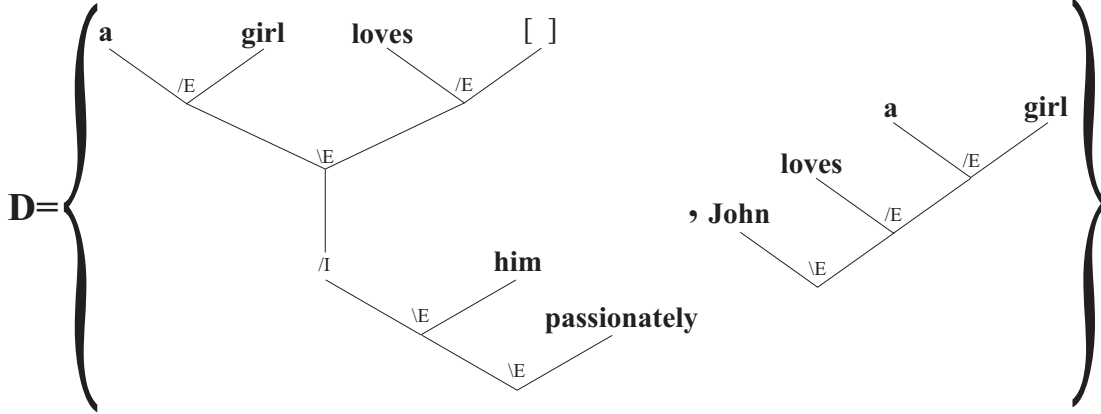 a girl loves [ ]
/E /E
a girl
\E /E
loves
D= , John /E
/I him \E
\E passionately
\E